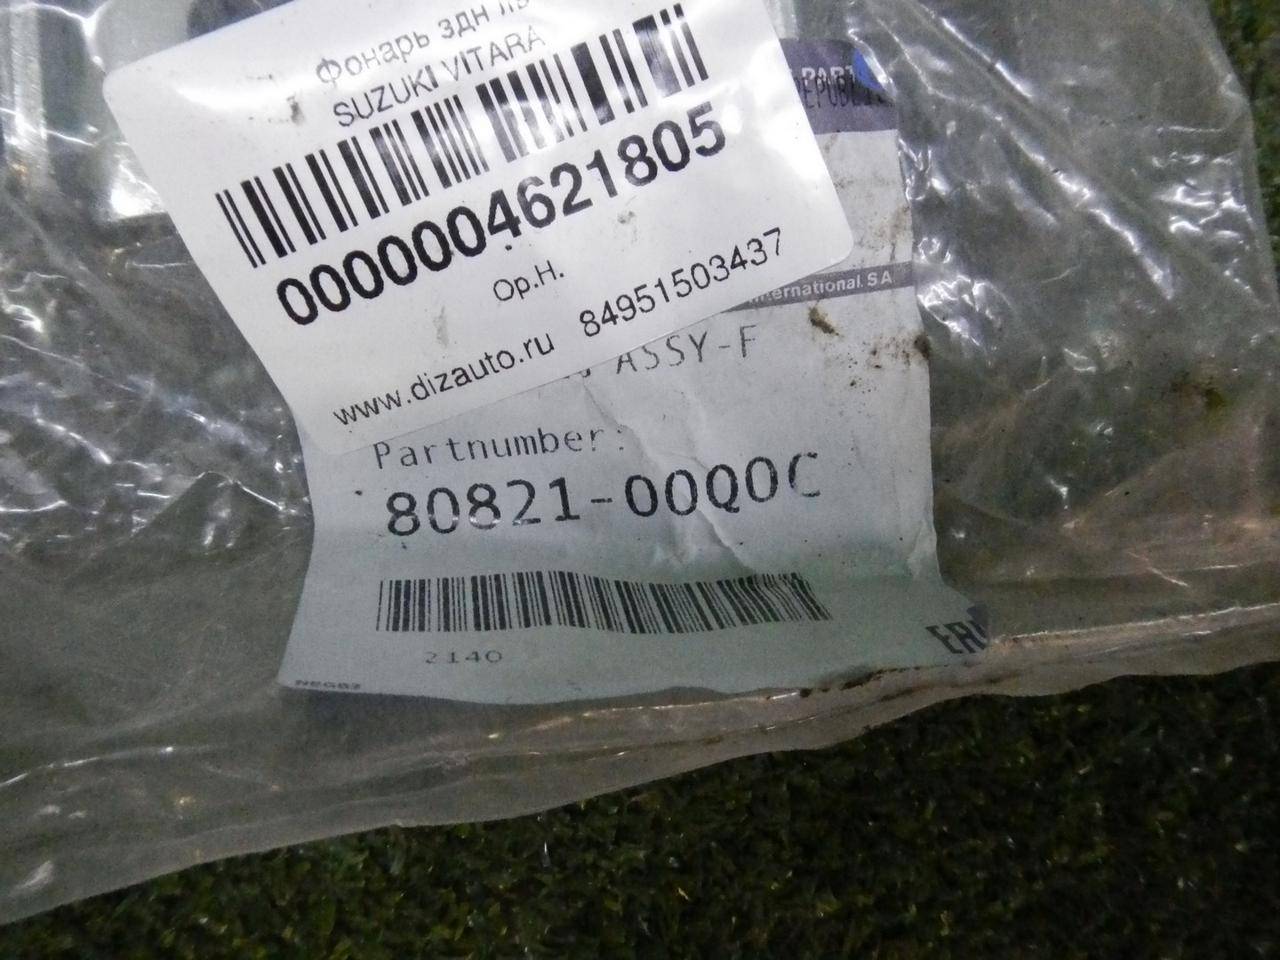 Фонарь здн
SUZUKI VITARA
0000004621805
Ор.Н.
www.dizauto.ru 84951503437
International SA
ASSY-F
Partnumber:
80821-00Q0C
2140